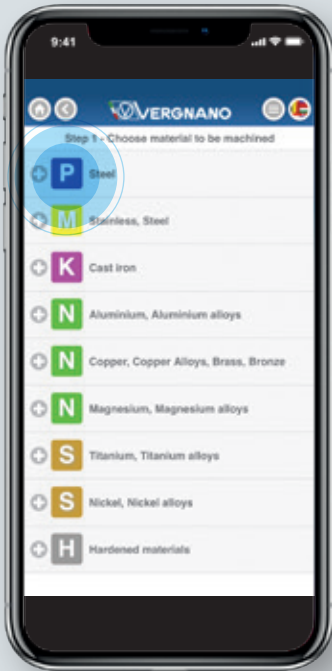 9:41
VERGNANO
Step 1 - Choose material to be machined
P Steel
M Stainless, Steel
K Cast iron
N Aluminium, Aluminium alloys
N Copper, Copper Alloys, Brass, Bronze
N Magnesium, Magnesium alloys
S Titanium, Titanium alloys
S Nickel, Nickel alloys
H Hardened materials